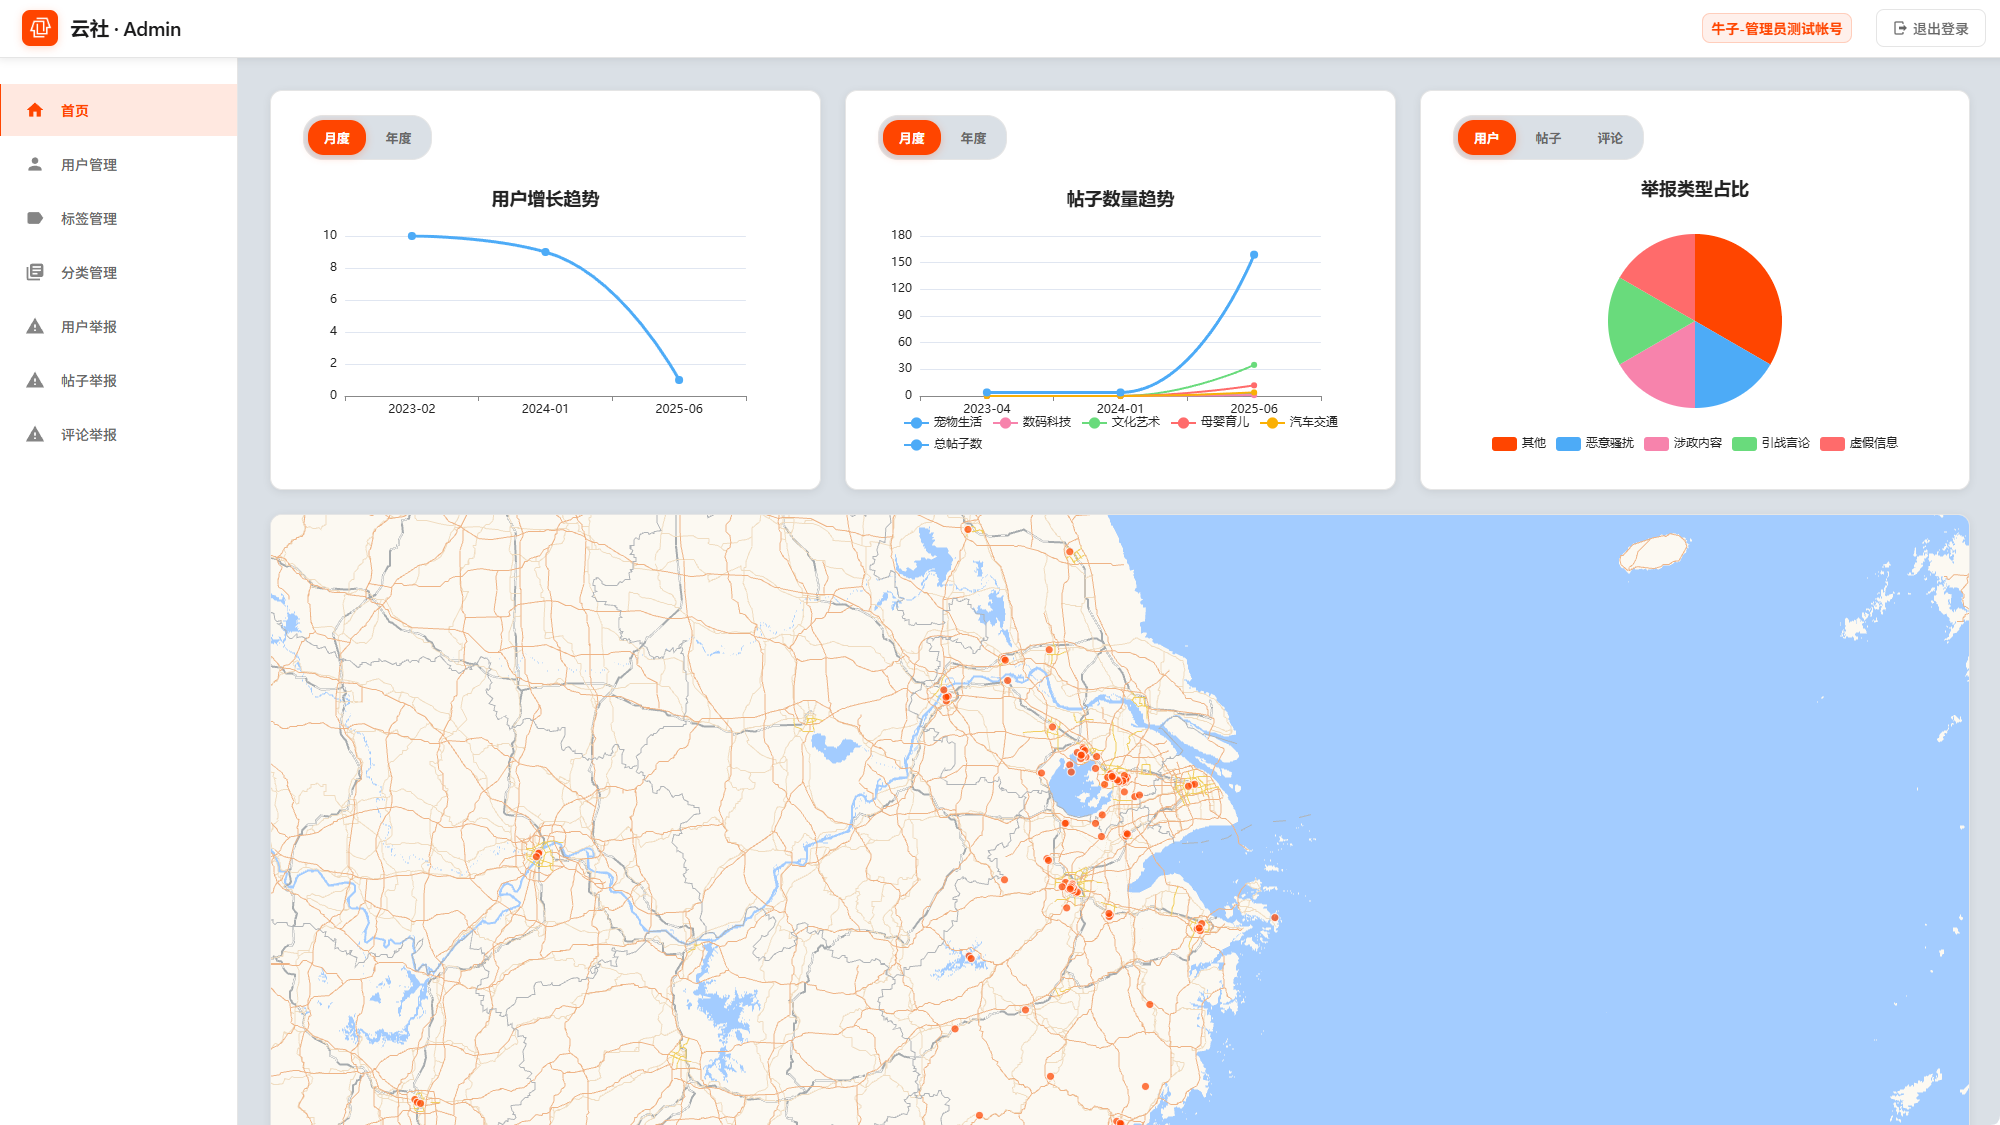 云社 · Admin
牛子-管理员测试帐号
退出登录
首页
用户管理
标签管理
分类管理
用户举报
帖子举报
评论举报
月度 年度
用户增长趋势
10
8
6
4
2
0
2023-02 2024-01 2025-06
月度 年度
帖子数量趋势
180
150
120
90
60
30
0
2023-04 2024-01 2025-06
宠物生活 数码科技 文化艺术 母婴育儿 汽车交通
总帖子数
用户 帖子 评论
举报类型占比
其他 恶意骚扰 涉政内容 引战言论 虚假信息